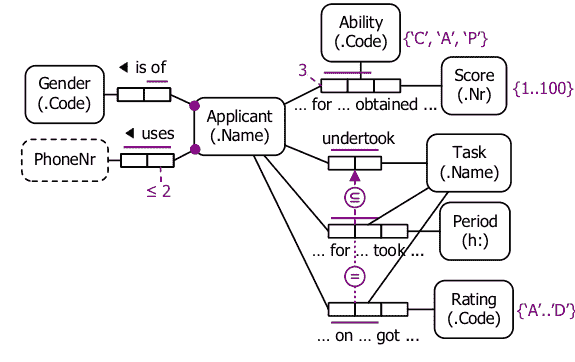 Ability
(.Code)
{'C', 'A', 'P'}
Gender
(.Code)
◄ is of
3
Score
(.Nr)
{1..100}
Applicant
(.Name)
... for ... obtained ...
◄ uses
undertook
PhoneNr
≤ 2
Task
(.Name)
⊆
Period
(h:)
... for ... took ...
=
Rating
(.Code)
{'A'..'D'}
... on ... got ...